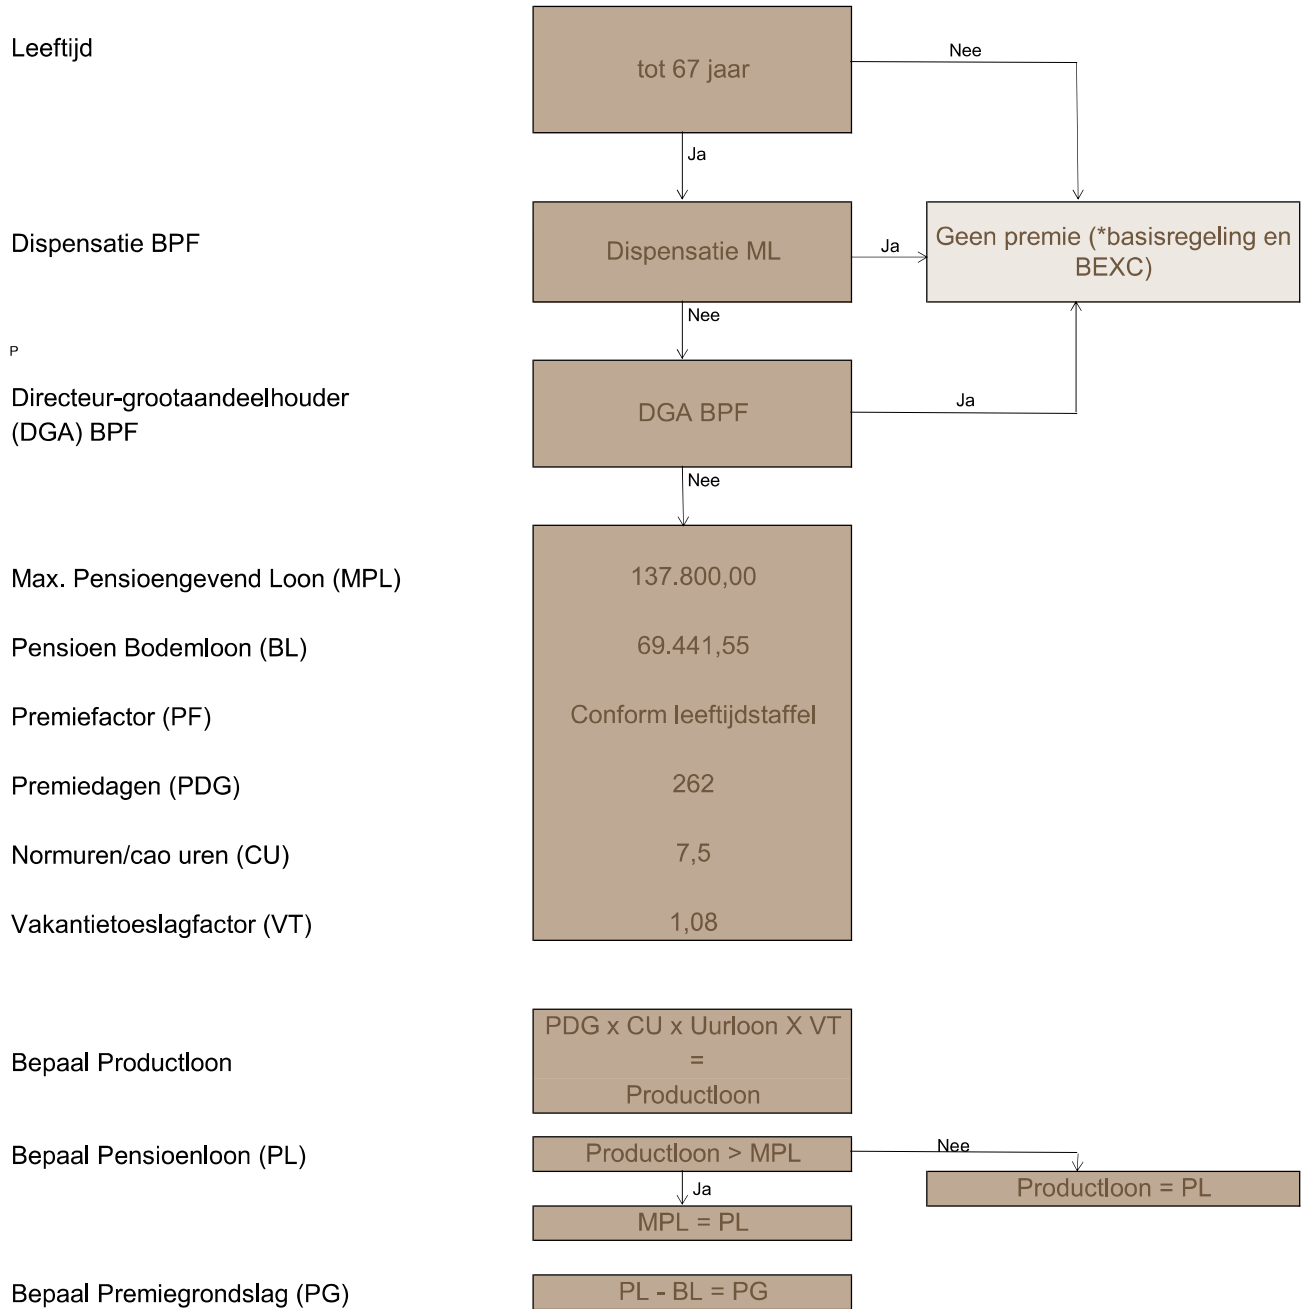 Leeftijd
tot 67 jaar
Nee
Ja
Dispensatie BPF
Dispensatie ML
Ja
Geen premie (*basisregeling en
BEXC)
Nee
P
Directeur-grootaandeelhouder
(DGA) BPF
DGA BPF
Ja
Nee
Max. Pensioengevend Loon (MPL)
137.800,00
Pensioen Bodemloon (BL)
69.441,55
Premiefactor (PF)
Conform leeftijdstaffel
Premiedagen (PDG)
262
Normuren/cao uren (CU)
7,5
Vakantietoeslagfactor (VT)
1,08
Bepaal Productloon
PDG x CU x Uurloon X VT
=
Productloon
Bepaal Pensioenloon (PL)
Productloon > MPL
Nee
Productloon = PL
Ja
MPL = PL
Bepaal Premiegrondslag (PG)
PL - BL = PG